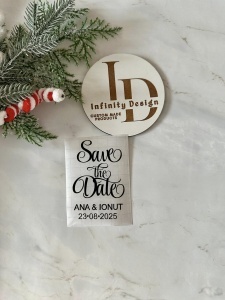 ID
Infinity Design
CUSTOM MADE
PRODUCTS
Save
the
Date
ANA & IONUT
23•08•2025